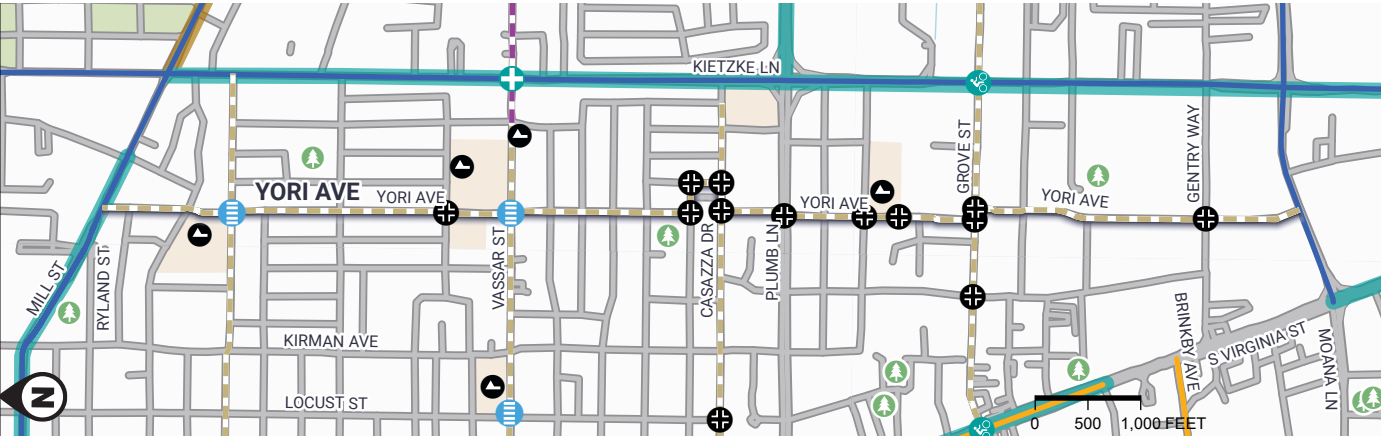 KIETZKE LN
YORI AVE
YORI AVE
YORI AVE
YORI AVE
GROVE ST
GENTRY WAY
MILL ST
RYLAND ST
VASSAR ST
CASAZZA DR
PLUMB LN
KIRMAN AVE
LOCUST ST
BRINKBY AVE
S VIRGINIA ST
MOANA LN
N
0 500 1,000 FEET